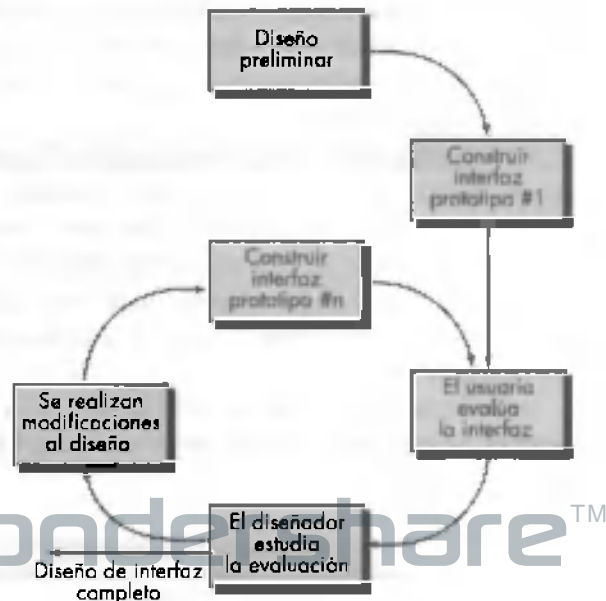 Diseño
preliminar
Construir
interfaz
prototipo #1
Construir
interfaz
prototipo #n
El usuario
evalúa
la interfaz
Se realizan
modificaciones
al diseño
El diseñador
estudia
la evaluación
Diseño de interfaz
completo
ondershare™